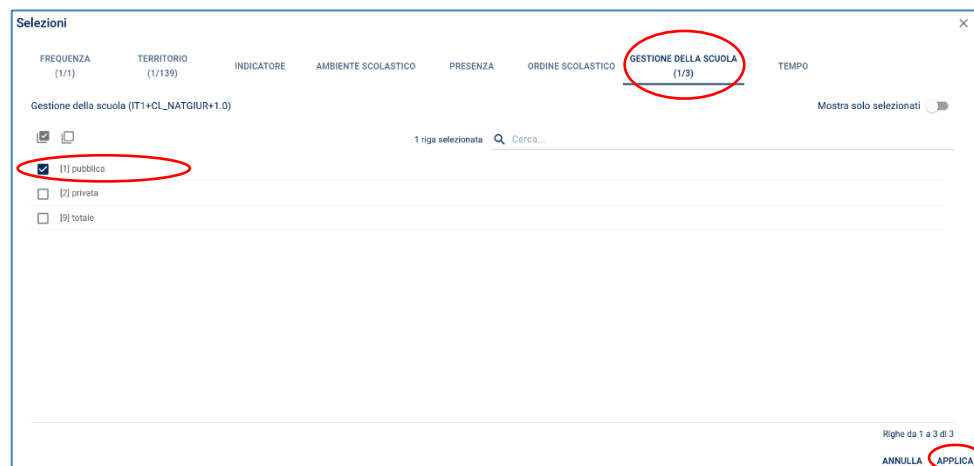 Selezioni
FREQUENZA
(1/1)
TERRITORIO
(1/139)
INDICATORE
AMBIENTE SCOLASTICO
PRESENZA
ORDINE SCOLASTICO
GESTIONE DELLA SCUOLA
(1/3)
TEMPO
Gestione della scuola (IT1+CL_NATGIUR+1.0)
Mostra solo selezionati
1 riga selezionata
Cerca...
[1] pubblica
[2] privata
[9] totale
Righe da 1 a 3 di 3
ANNULLA
APPLICA